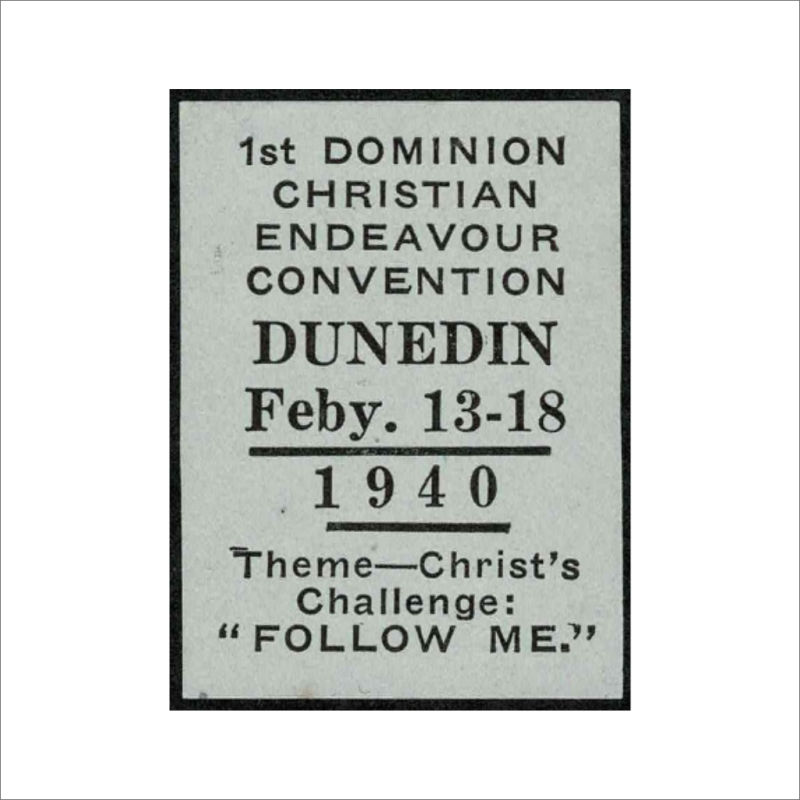 1st DOMINION
CHRISTIAN
ENDEAVOUR
CONVENTION
DUNEDIN
Feby. 13-18
1940
Theme—Christ's
Challenge:
"FOLLOW ME."